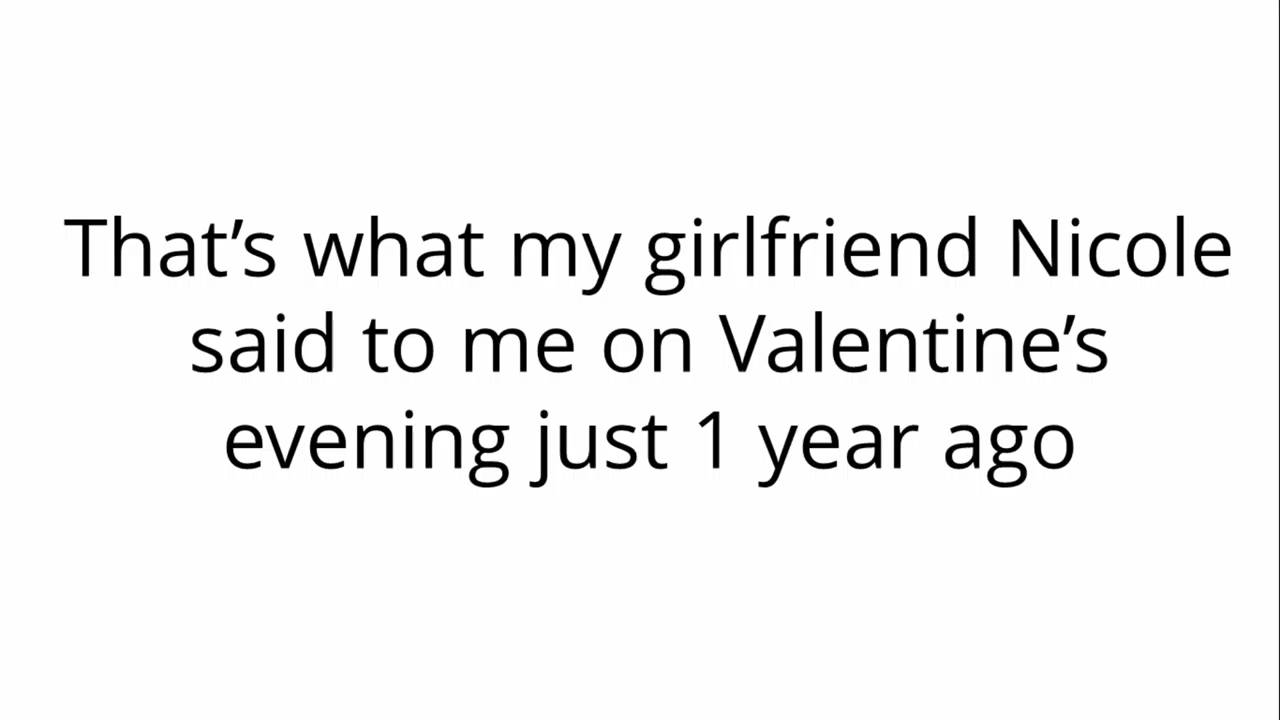 That’s what my girlfriend Nicole
said to me on Valentine’s
evening just 1 year ago